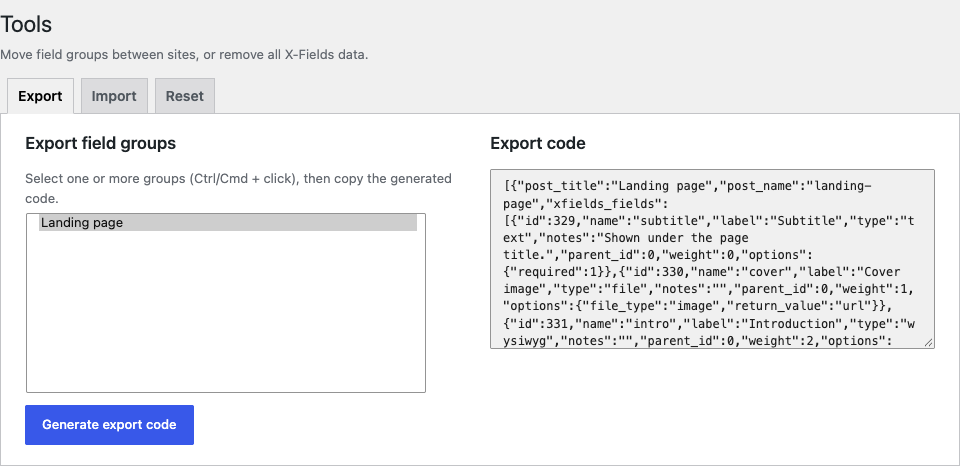 Tools
Move field groups between sites, or remove all X-Fields data.
Export
Import
Reset
Export field groups
Select one or more groups (Ctrl/Cmd + click), then copy the generated
code.
Landing page
Generate export code
Export code
[{"post_title":"Landing page","post_name":"landing-
page","xfields_fields":
[{"id":329,"name":"subtitle","label":"Subtitle","type":"t
ext","notes":"Shown under the page
title.","parent_id":0,"weight":0,"options":
{"required":1}},{"id":330,"name":"cover","label":"Cover
image","type":"file","notes":"","parent_id":0,"weight":1,
"options":{"file_type":"image","return_value":"url"}},
{"id":331,"name":"intro","label":"Introduction","type":"w
ysiwyg","notes":"","parent_id":0,"weight":2,"options":